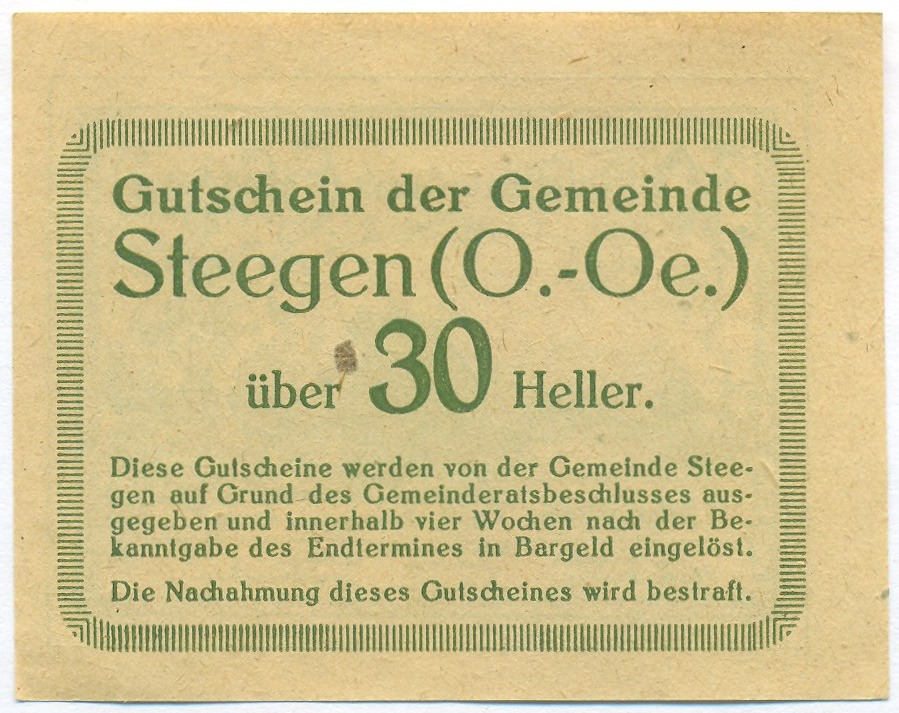 Gutschein der Gemeinde
Steegen (O.-Oe.)
über 30 Heller.
Diese Gutscheine werden von der Gemeinde Stee-
gen auf Grund des Gemeinderatsbeschlusses aus-
gegeben und innerhalb vier Wochen nach der Be-
kanntgabe des Endtermines in Bargeld eingelöst.
Die Nachahmung dieses Gutscheines wird bestraft.